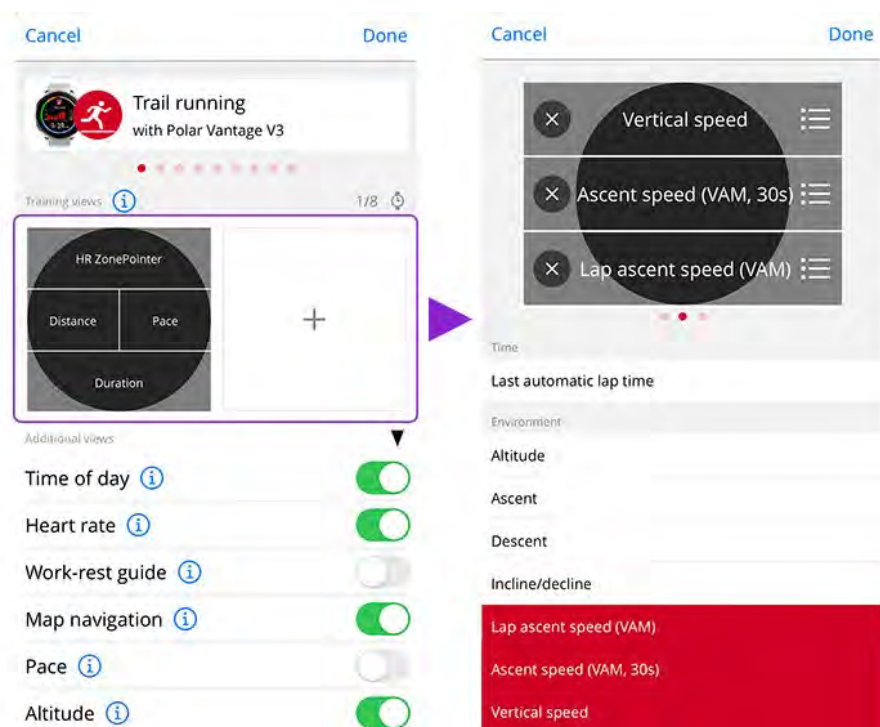 Cancel
Done
Trail running
with Polar Vantage V3
Training views
1/8
HR ZonePointer
Distance
Pace
Duration
Additional views
Time of day
Heart rate
Work-rest guide
Map navigation
Pace
Altitude
Cancel
Done
Vertical speed
Ascent speed (VAM, 30s)
Lap ascent speed (VAM)
Time
Last automatic lap time
Environment
Altitude
Ascent
Descent
Incline/decline
Lap ascent speed (VAM)
Ascent speed (VAM, 30s)
Vertical speed